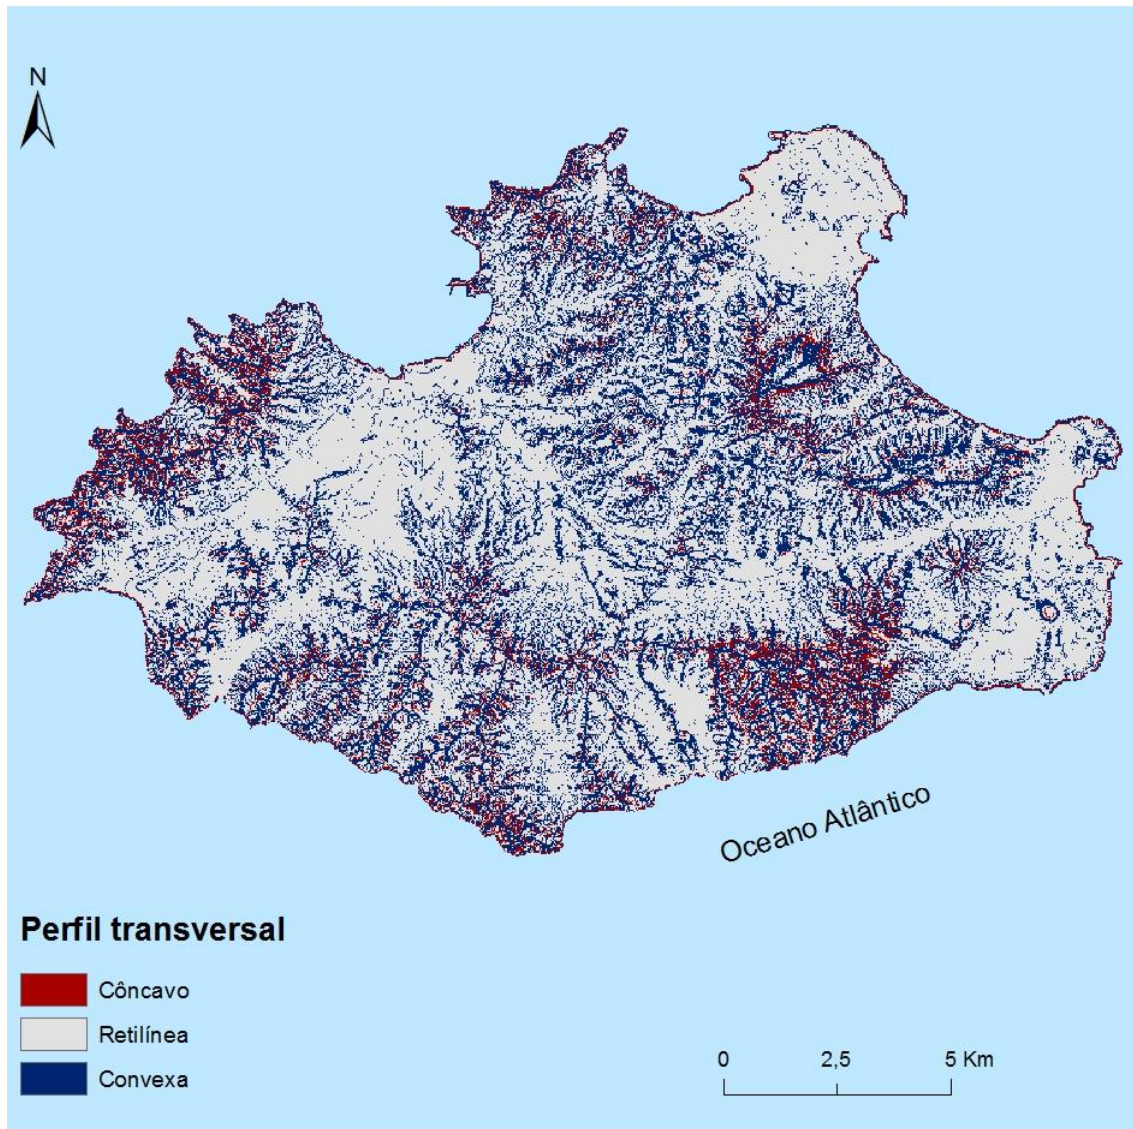 N
Oceano Atlântico
Perfil transversal
Côncavo
Retilínea
Convexa
0 2,5 5 Km